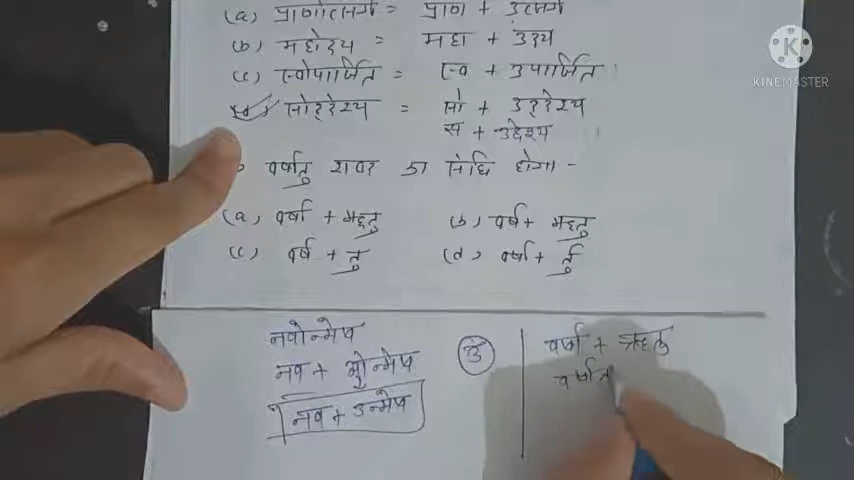 (a) प्राणोत्सर्ग = प्राण + उत्सर्ग
(b) महोदय = महा + उदय
(c) स्वोपार्जित = स्व + उपार्जित
सोद्देश्य = सो + उद्देश्य
स + उद्देश्य
वर्षातु शब्द का संधि होगा -
(a) वर्षा + ऋतु (b) वर्ष + ऋतु
(c) वर्ष + तु (d) वर्षा + र्तु
नवोन्मेष
नव + ओन्मेष
नव + उन्मेष
उ
वर्षा + ऋतु
वर्षात
K
KINEMASTER